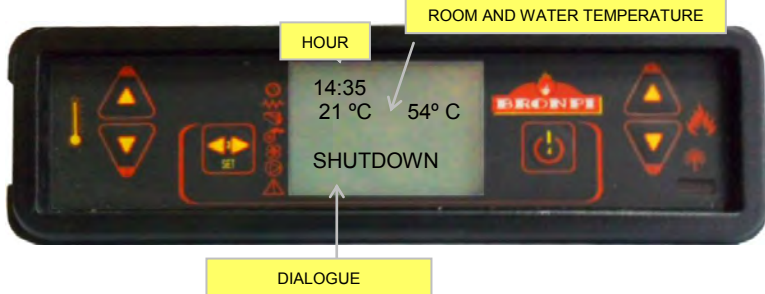 ROOM AND WATER TEMPERATURE
HOUR
14:35
21 ºC 54º C
BRONPI
SET
SHUTDOWN
DIALOGUE